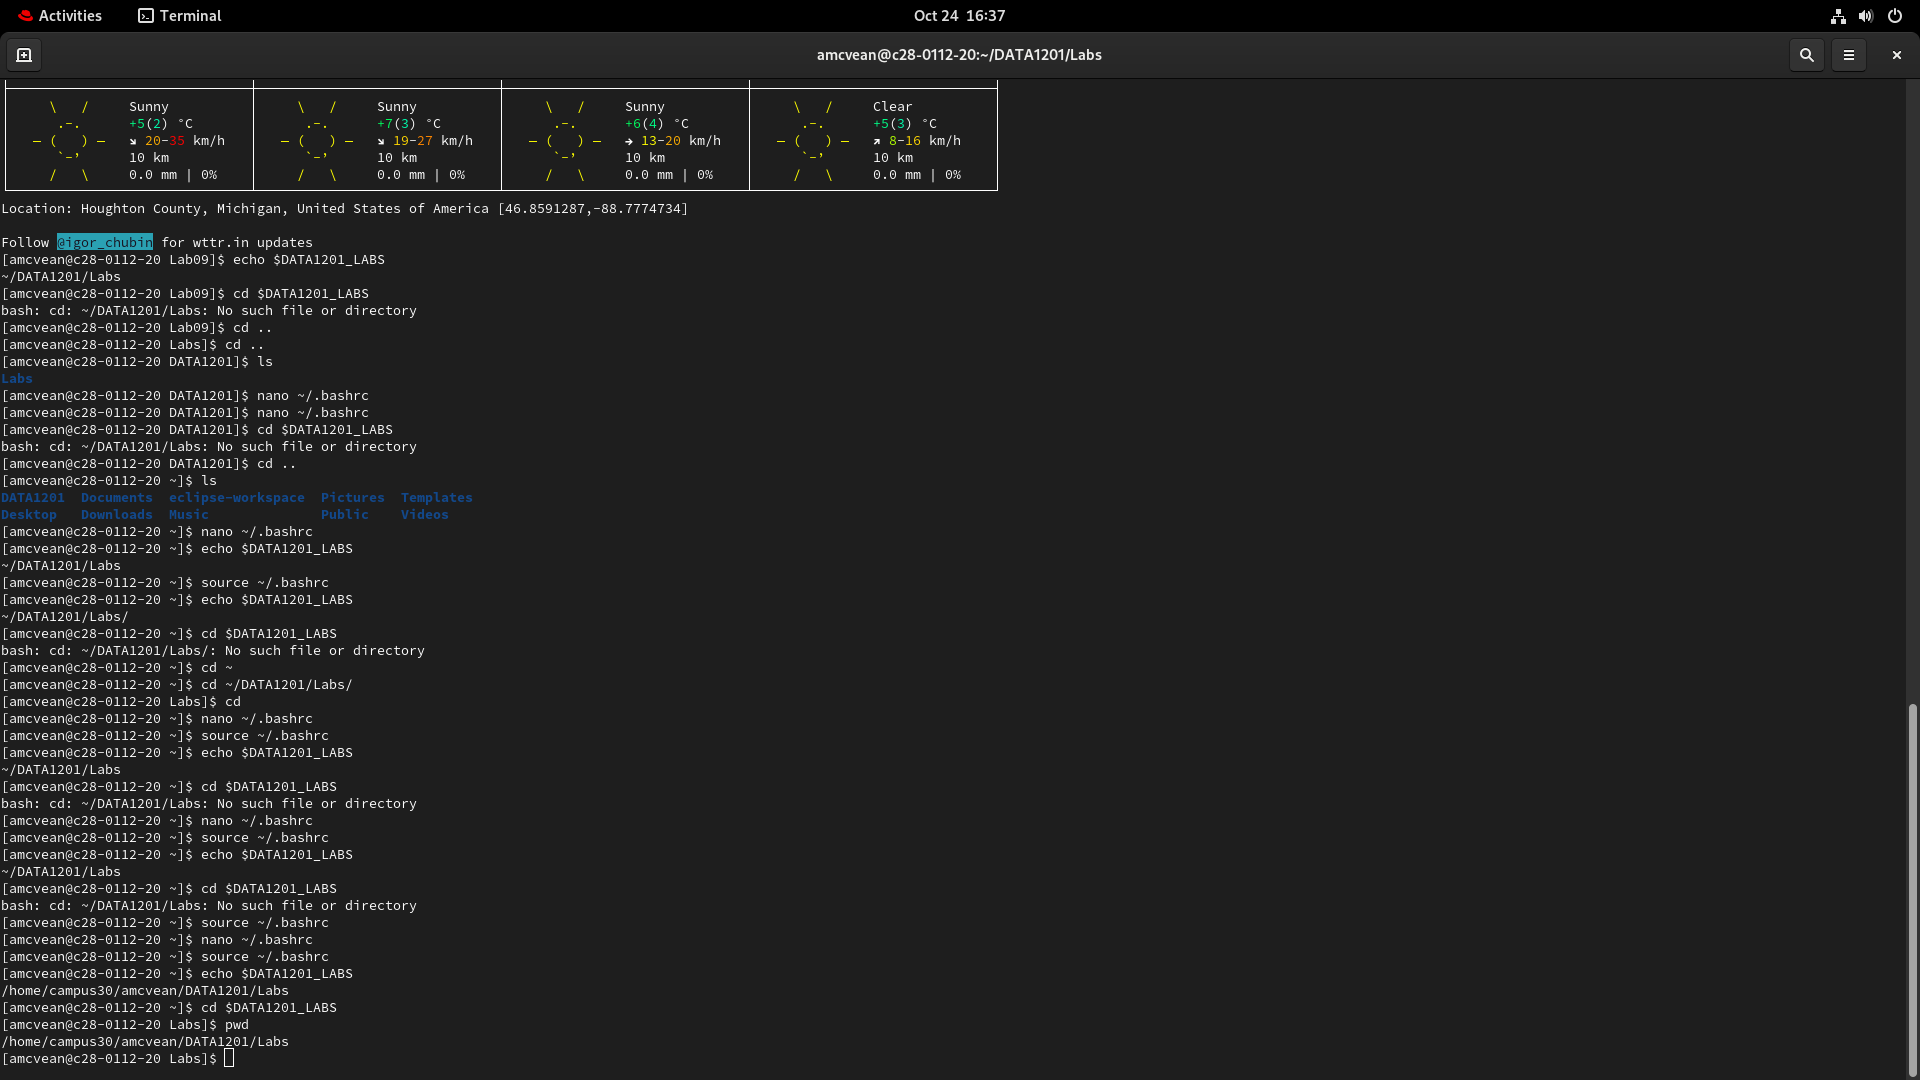 Activities Terminal Oct 24 16:37
amcvean@c28-0112-20:~/DATA1201/Labs
\ / Sunny \ / Sunny \ / Sunny \ / Clear
.-. +5(2) °C .-. +7(3) °C .-. +6(4) °C .-. +5(3) °C
― ( ) ― ↘ 20-35 km/h ― ( ) ― ↘ 19-27 km/h ― ( ) ― → 13-20 km/h ― ( ) ― ↗ 8-16 km/h
`-’ 10 km `-’ 10 km `-’ 10 km `-’ 10 km
/ \ 0.0 mm | 0% / \ 0.0 mm | 0% / \ 0.0 mm | 0% / \ 0.0 mm | 0%
Location: Houghton County, Michigan, United States of America [46.8591287,-88.7774734]
Follow @igor_chubin for wttr.in updates
[amcvean@c28-0112-20 Lab09]$ echo $DATA1201_LABS
~/DATA1201/Labs
[amcvean@c28-0112-20 Lab09]$ cd $DATA1201_LABS
bash: cd: ~/DATA1201/Labs: No such file or directory
[amcvean@c28-0112-20 Lab09]$ cd ..
[amcvean@c28-0112-20 Labs]$ cd ..
[amcvean@c28-0112-20 DATA1201]$ ls
Labs
[amcvean@c28-0112-20 DATA1201]$ nano ~/.bashrc
[amcvean@c28-0112-20 DATA1201]$ nano ~/.bashrc
[amcvean@c28-0112-20 DATA1201]$ cd $DATA1201_LABS
bash: cd: ~/DATA1201/Labs: No such file or directory
[amcvean@c28-0112-20 DATA1201]$ cd ..
[amcvean@c28-0112-20 ~]$ ls
DATA1201 Documents eclipse-workspace Pictures Templates
Desktop Downloads Music Public Videos
[amcvean@c28-0112-20 ~]$ nano ~/.bashrc
[amcvean@c28-0112-20 ~]$ echo $DATA1201_LABS
~/DATA1201/Labs
[amcvean@c28-0112-20 ~]$ source ~/.bashrc
[amcvean@c28-0112-20 ~]$ echo $DATA1201_LABS
~/DATA1201/Labs/
[amcvean@c28-0112-20 ~]$ cd $DATA1201_LABS
bash: cd: ~/DATA1201/Labs/: No such file or directory
[amcvean@c28-0112-20 ~]$ cd ~
[amcvean@c28-0112-20 ~]$ cd ~/DATA1201/Labs/
[amcvean@c28-0112-20 Labs]$ cd
[amcvean@c28-0112-20 ~]$ nano ~/.bashrc
[amcvean@c28-0112-20 ~]$ source ~/.bashrc
[amcvean@c28-0112-20 ~]$ echo $DATA1201_LABS
~/DATA1201/Labs
[amcvean@c28-0112-20 ~]$ cd $DATA1201_LABS
bash: cd: ~/DATA1201/Labs: No such file or directory
[amcvean@c28-0112-20 ~]$ nano ~/.bashrc
[amcvean@c28-0112-20 ~]$ source ~/.bashrc
[amcvean@c28-0112-20 ~]$ echo $DATA1201_LABS
~/DATA1201/Labs
[amcvean@c28-0112-20 ~]$ cd $DATA1201_LABS
bash: cd: ~/DATA1201/Labs: No such file or directory
[amcvean@c28-0112-20 ~]$ source ~/.bashrc
[amcvean@c28-0112-20 ~]$ nano ~/.bashrc
[amcvean@c28-0112-20 ~]$ source ~/.bashrc
[amcvean@c28-0112-20 ~]$ echo $DATA1201_LABS
/home/campus30/amcvean/DATA1201/Labs
[amcvean@c28-0112-20 ~]$ cd $DATA1201_LABS
[amcvean@c28-0112-20 Labs]$ pwd
/home/campus30/amcvean/DATA1201/Labs
[amcvean@c28-0112-20 Labs]$